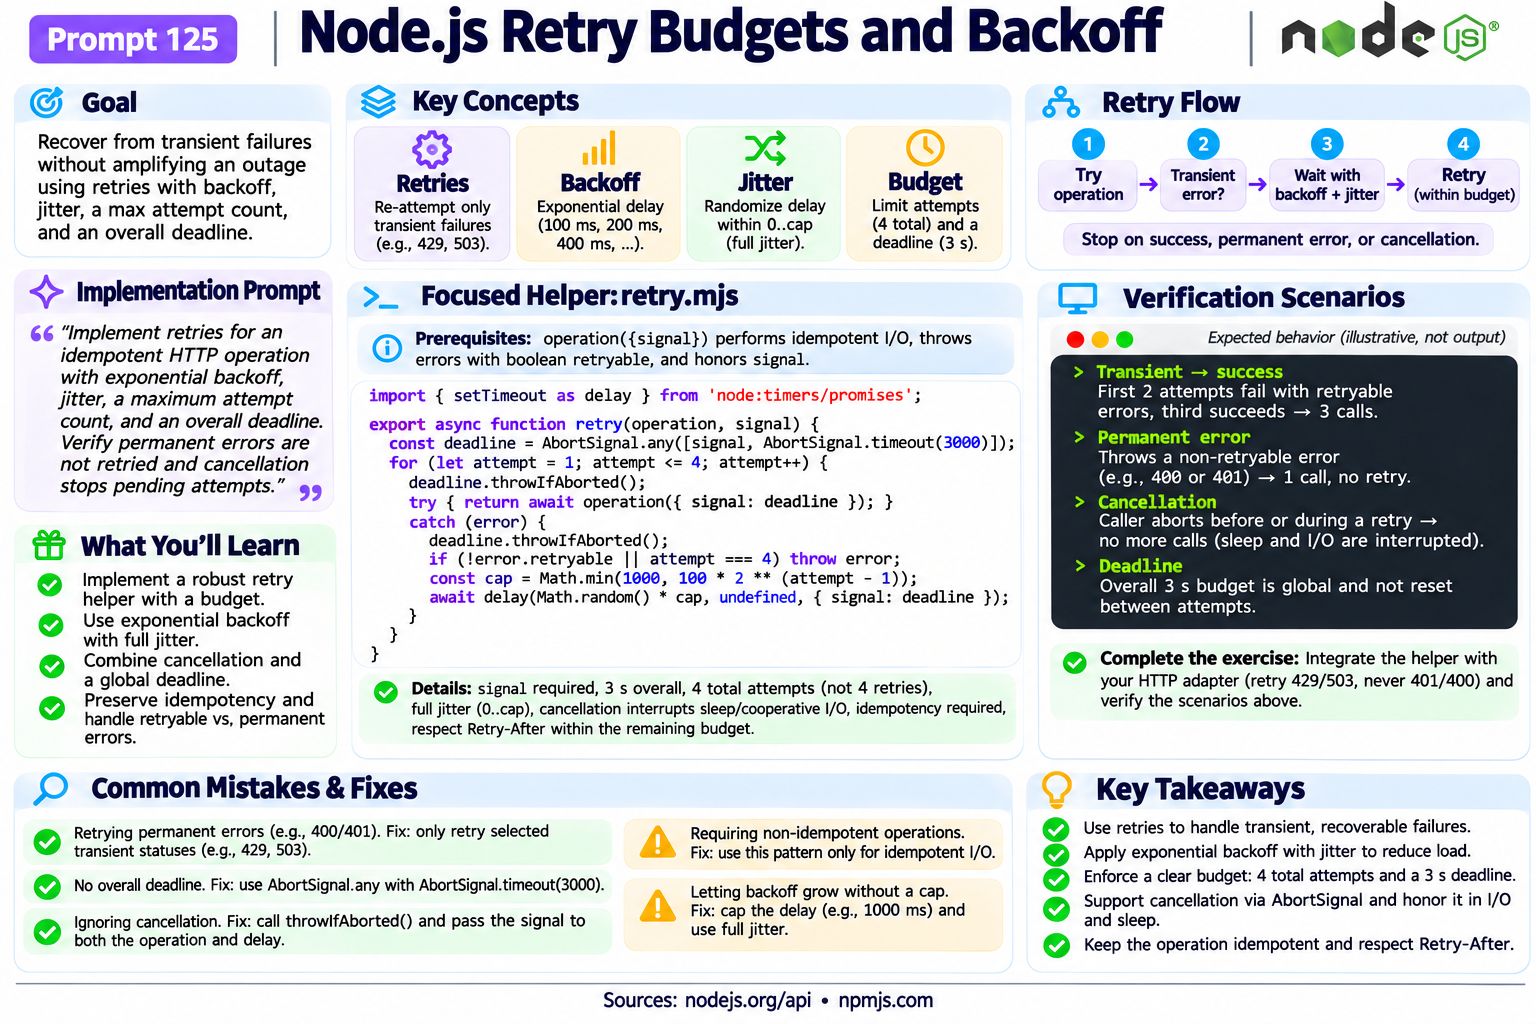 Prompt 125
Node.js Retry Budgets and Backoff
node JS ®
Goal
Recover from transient failures
without amplifying an outage
using retries with backoff,
jitter, a max attempt count,
and an overall deadline.
Key Concepts
Retries
Re-attempt only
transient failures
(e.g., 429, 503).
Backoff
Exponential delay
(100 ms, 200 ms,
400 ms, ...).
Jitter
Randomize delay
within 0..cap
(full jitter).
Budget
Limit attempts
(4 total) and a
deadline (3 s).
Retry Flow
1
Try
operation
2
Transient
error?
3
Wait with
backoff + jitter
4
Retry
(within budget)
Stop on success, permanent error, or cancellation.
Implementation Prompt
“Implement retries for an
idempotent HTTP operation
with exponential backoff,
jitter, a maximum attempt
count, and an overall deadline.
Verify permanent errors are
not retried and cancellation
stops pending attempts.”
What You’ll Learn
Implement a robust retry
helper with a budget.
Use exponential backoff
with full jitter.
Combine cancellation and
a global deadline.
Preserve idempotency and
handle retryable vs, permanent
errors.
Focused Helper: retry.mjs
Prerequisites: operation({signal}) performs idempotent I/O, throws
errors with boolean retryable, and honors signal.
import { setTimeout as delay } from 'node:timers/promises';
export async function retry(operation, signal) {
const deadline = AbortSignal.any([signal, AbortSignal.timeout(3000)]);
for (let attempt = 1; attempt <= 4; attempt++) {
deadline.throwIfAborted();
try { return await operation({ signal: deadline }); }
catch (error) {
deadline.throwIfAborted();
if (!error.retryable || attempt === 4) throw error;
const cap = Math.min(1000, 100 * 2 ** (attempt - 1));
await delay(Math.random() * cap, undefined, { signal: deadline });
}
}
}
Details: signal required, 3 s overall, 4 total attempts (not 4 retries),
full jitter (0..cap), cancellation interrupts sleep/cooperative I/O, idempotency required,
respect Retry-After within the remaining budget.
Verification Scenarios
Expected behavior (illustrative, not output)
> Transient → success
First 2 attempts fail with retryable
errors, third succeeds → 3 calls.
> Permanent error
Throws a non-retryable error
(e.g., 400 or 401) → 1 call, no retry.
> Cancellation
Caller aborts before or during a retry →
no more calls (sleep and I/O are interrupted).
> Deadline
Overall 3 s budget is global and not reset
between attempts.
Complete the exercise: Integrate the helper with
your HTTP adapter (retry 429/503, never 401/400) and
verify the scenarios above.
Common Mistakes & Fixes
Retrying permanent errors (e.g., 400/401). Fix: only retry selected
transient statuses (e.g., 429, 503).
No overall deadline. Fix: use AbortSignal.any with AbortSignal.timeout(3000).
Ignoring cancellation. Fix: call throwIfAborted() and pass the signal to
both the operation and delay.
Requiring non-idempotent operations.
Fix: use this pattern only for idempotent I/O.
Letting backoff grow without a cap.
Fix: cap the delay (e.g., 1000 ms) and
use full jitter.
Key Takeaways
Use retries to handle transient, recoverable failures.
Apply exponential backoff with jitter to reduce load.
Enforce a clear budget: 4 total attempts and a 3 s deadline.
Support cancellation via AbortSignal and honor it in I/O
and sleep.
Keep the operation idempotent and respect Retry-After.
Sources: nodejs.org/api • npmjs.com